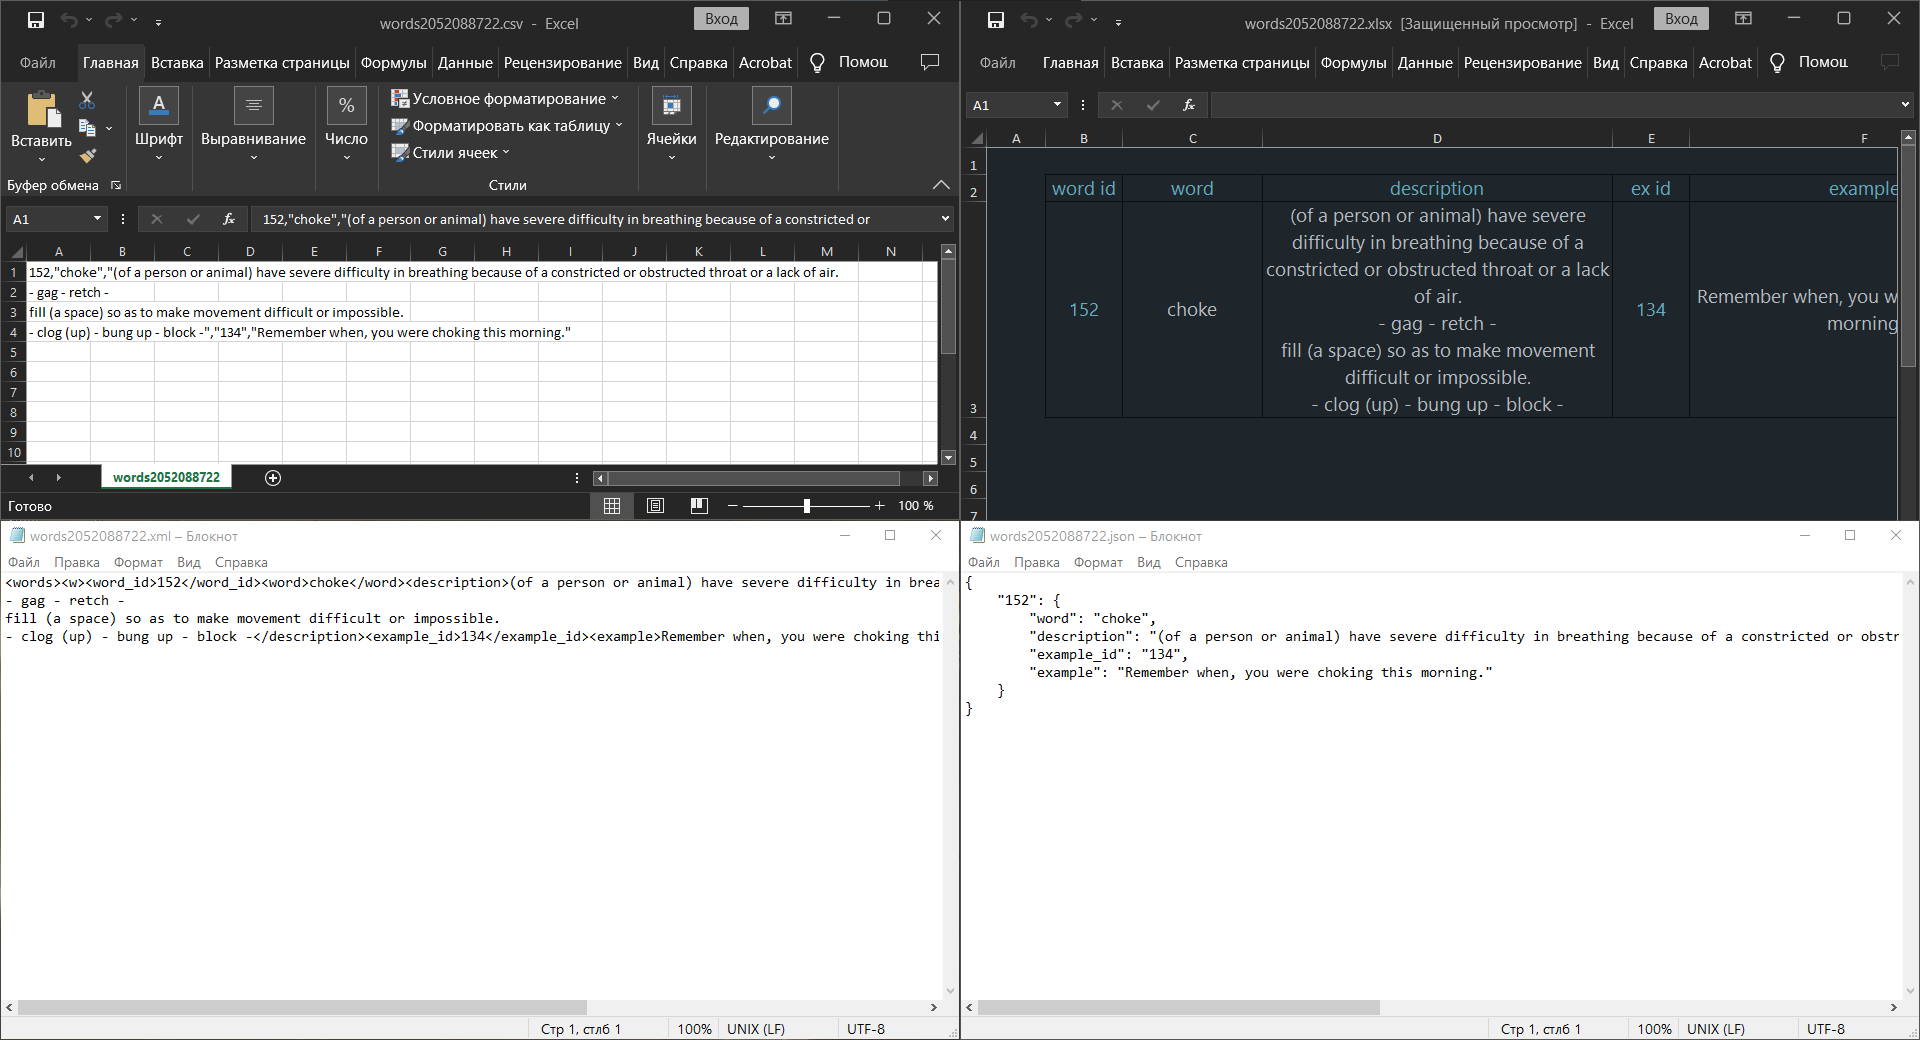 words2052088722.csv - Excel
Вход
Файл Главная Вставка Разметка страницы Формулы Данные Рецензирование Вид Справка Acrobat Помощ
Вставить
Буфер обмена
Шрифт
Выравнивание
%
Число
Условное форматирование
Форматировать как таблицу
Стили ячеек
Стили
Ячейки
Редактирование
A1
fx
152,"choke","(of a person or animal) have severe difficulty in breathing because of a constricted or
A B C D E F G H I J K L M N
1 152,"choke","(of a person or animal) have severe difficulty in breathing because of a constricted or obstructed throat or a lack of air.
2 - gag - retch -
3 fill (a space) so as to make movement difficult or impossible.
4 - clog (up) - bung up - block -","134","Remember when, you were choking this morning."
5
6
7
8
9
10
words2052088722
Готово
100 %
words2052088722.xlsx [Защищенный просмотр] - Excel
Вход
Файл Главная Вставка Разметка страницы Формулы Данные Рецензирование Вид Справка Acrobat Помощ
A1
fx
A B C D E F
1
2 word id word description ex id example
(of a person or animal) have severe
difficulty in breathing because of a
constricted or obstructed throat or a lack
of air.
- gag - retch -
fill (a space) so as to make movement
difficult or impossible.
- clog (up) - bung up - block -
152
choke
134
Remember when, you w
morning
3
4
5
6
7
words2052088722.xml – Блокнот
Файл Правка Формат Вид Справка
<words><w><word_id>152</word_id><word>choke</word><description>(of a person or animal) have severe difficulty in brea
- gag - retch -
fill (a space) so as to make movement difficult or impossible.
- clog (up) - bung up - block -</description><example_id>134</example_id><example>Remember when, you were choking thi
Стр 1, стлб 1
100%
UNIX (LF)
UTF-8
words2052088722.json – Блокнот
Файл Правка Формат Вид Справка
{
"152": {
"word": "choke",
"description": "(of a person or animal) have severe difficulty in breathing because of a constricted or obstr
"example_id": "134",
"example": "Remember when, you were choking this morning."
}
}
Стр 1, стлб 1
100%
UNIX (LF)
UTF-8